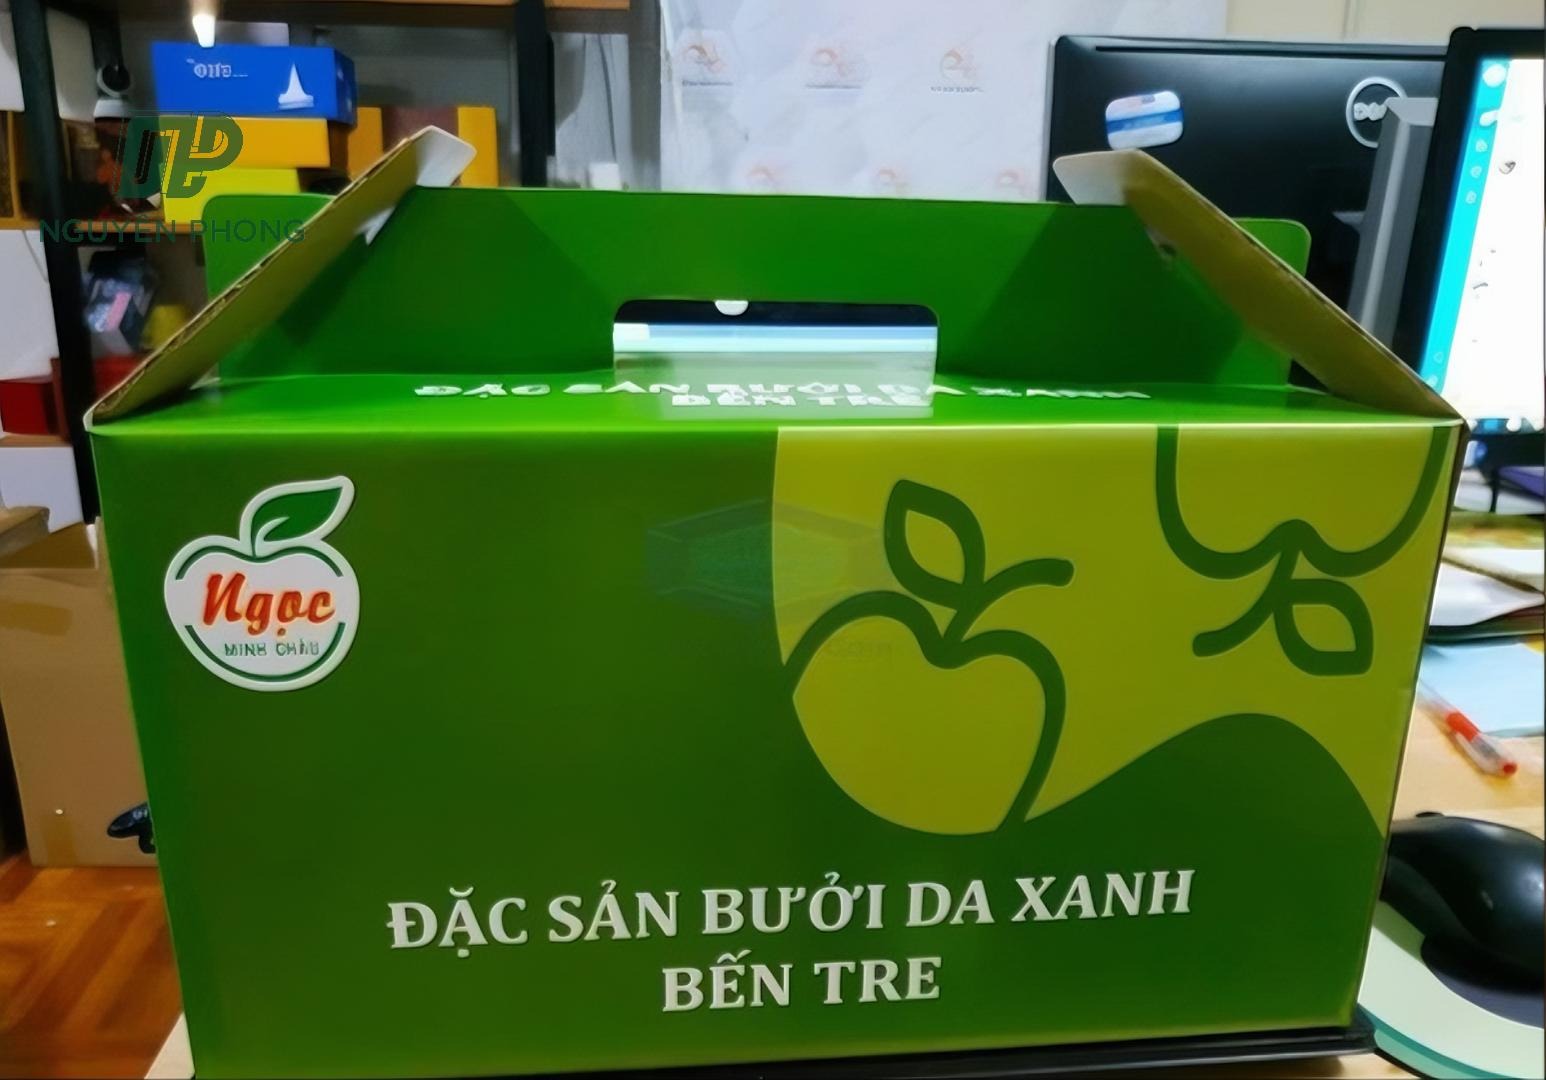 NGUYÊN PHONG
ĐẶC SẢN BƯỞI DA XANH
BẾN TRE
Ngọc
MINH CHÂU
ĐẶC SẢN BƯỞI DA XANH
BẾN TRE